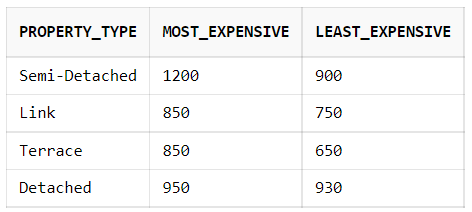 PROPERTY_TYPE MOST_EXPENSIVE LEAST_EXPENSIVE
Semi-Detached 1200 900
Link 850 750
Terrace 850 650
Detached 950 930